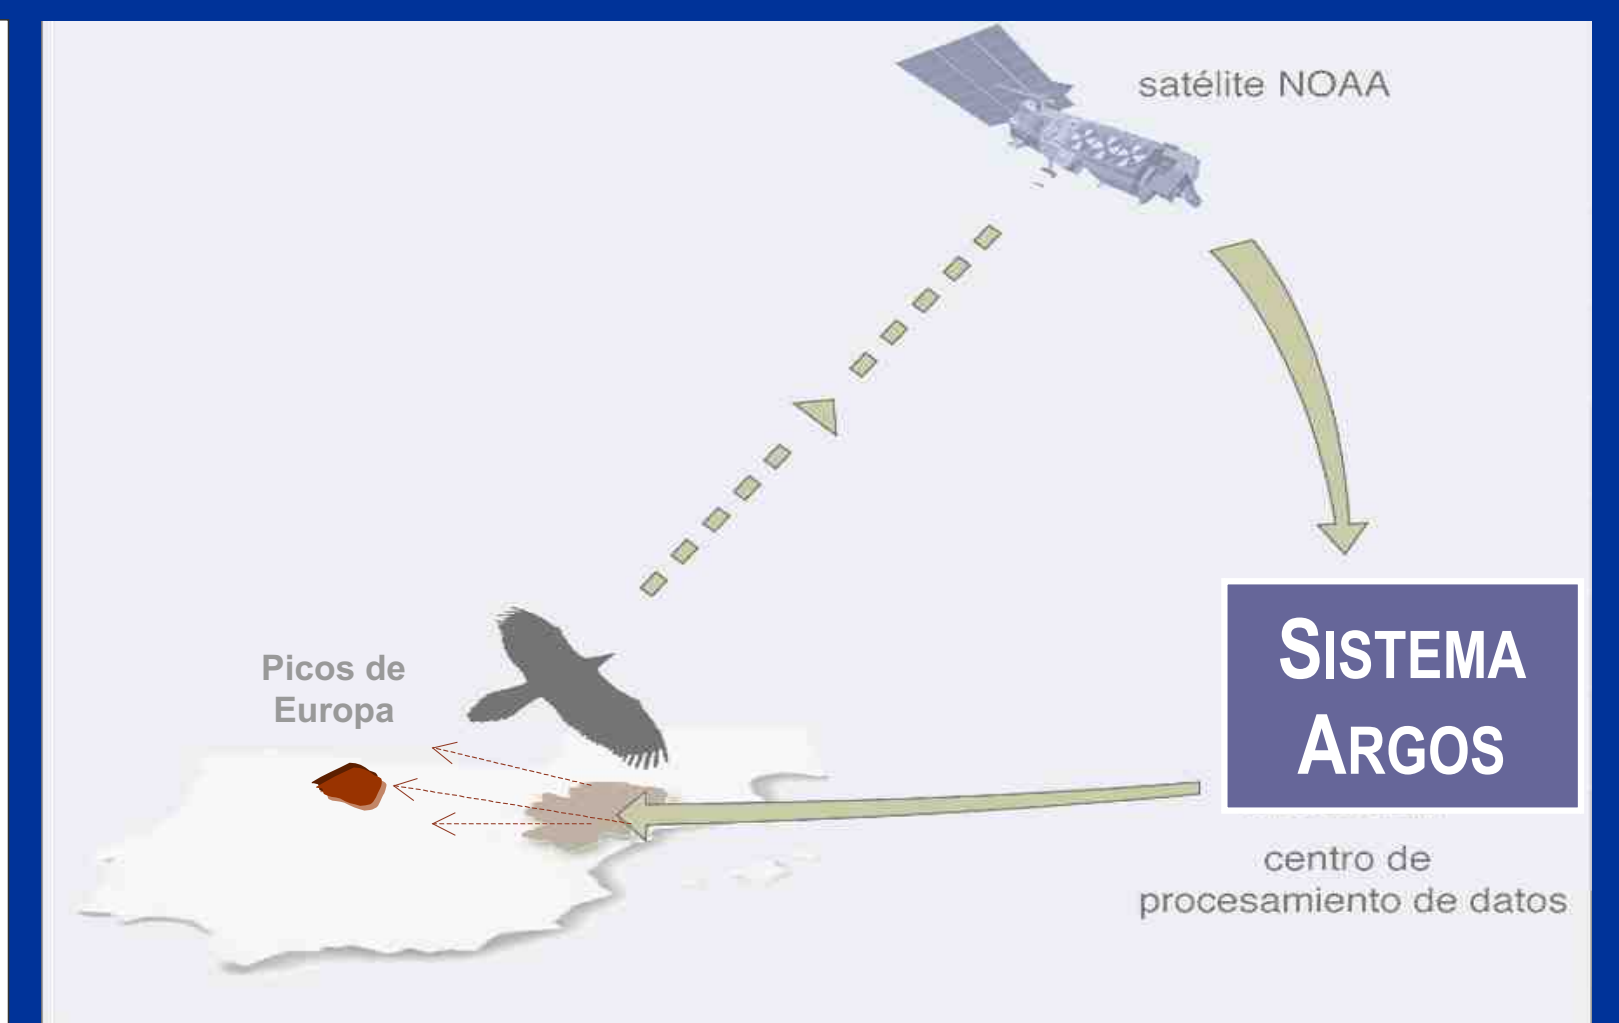 satélite NOAA
Picos de
Europa
SISTEMA
ARGOS
centro de
procesamiento de datos